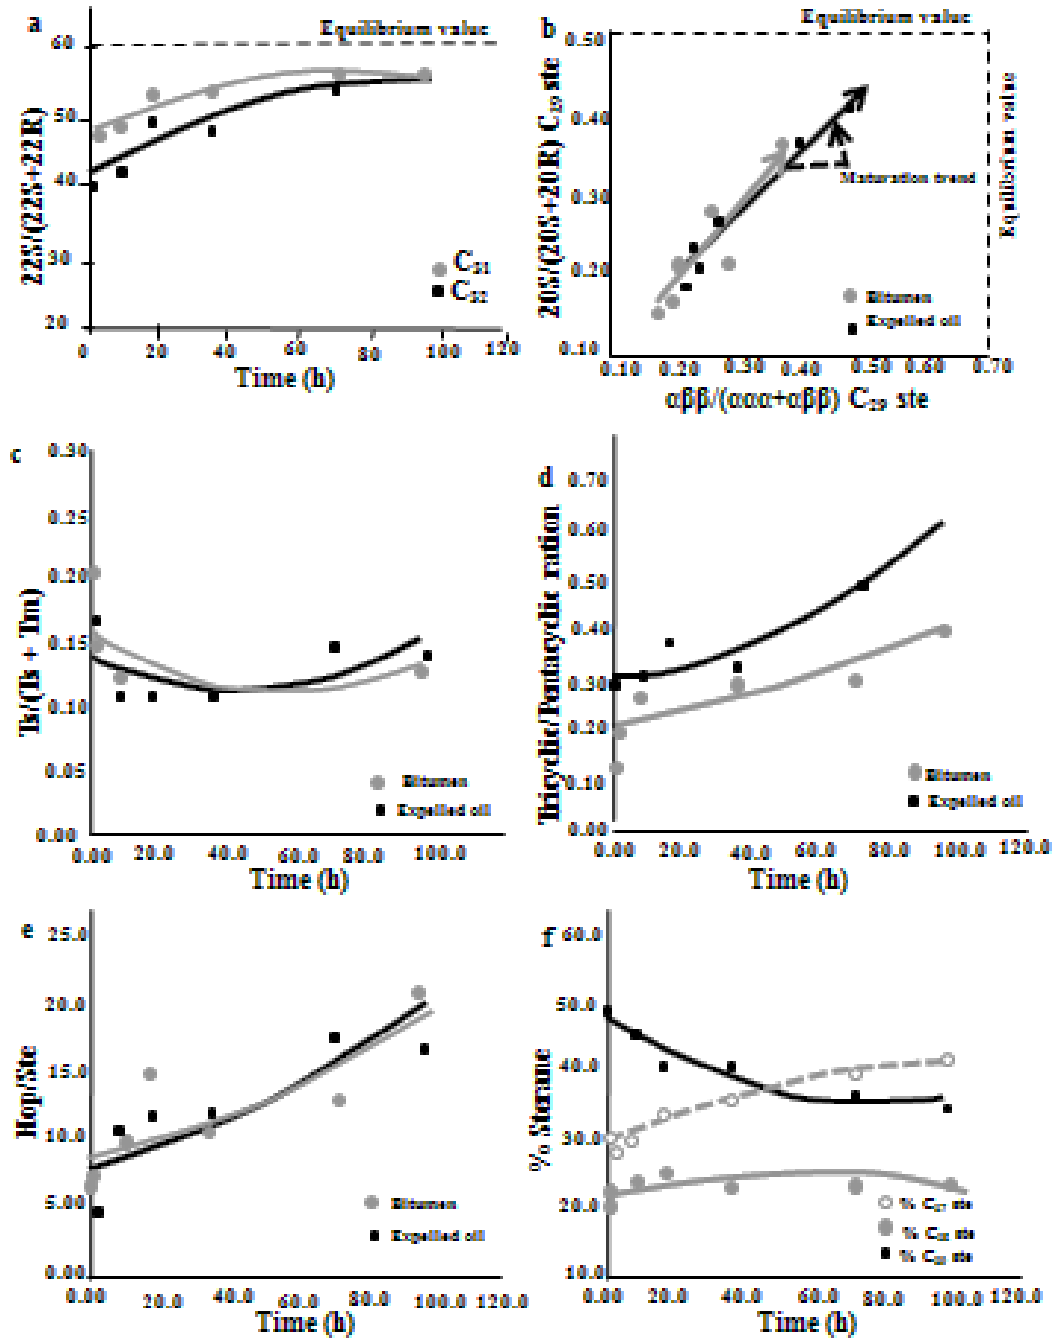 a
Equilibrium value
60
50
40
30
20
22S/(22S+22R)
C31
C32
0 20 40 60 80 100 120
Time (h)
b
Equilibrium value
0.50
0.40
0.30
0.20
0.10
20S/(20S+20R) C29 ste
Maturation trend
Equilibrium value
Bitumen
Expelled oil
0.10 0.20 0.30 0.40 0.50 0.60 0.70
αββ/(ααα+αββ) C29 ste
c
0.30
0.25
0.20
0.15
0.10
0.05
0.00
Ts/(Ts + Tm)
Bitumen
Expelled oil
0.00 20.0 40.0 60.0 80.0 100.0
Time (h)
d
0.70
0.60
0.50
0.40
0.30
0.20
0.10
0.00
Tricyclic/Pentacyclic ration
Bitumen
Expelled oil
0.00 20.0 40.0 60.0 80.0 100.0 120.0
Time (h)
e
25.0
20.0
15.0
10.0
5.00
0.00
Hop/Ste
Bitumen
Expelled oil
20.0 40.0 60.0 80.0 100.0
Time (h)
f
60.0
50.0
40.0
30.0
20.0
10.0
% Sterane
% C27 ste
% C28 ste
% C29 ste
0.00 20.0 40.0 60.0 80.0 100.0 120.0
Time (h)